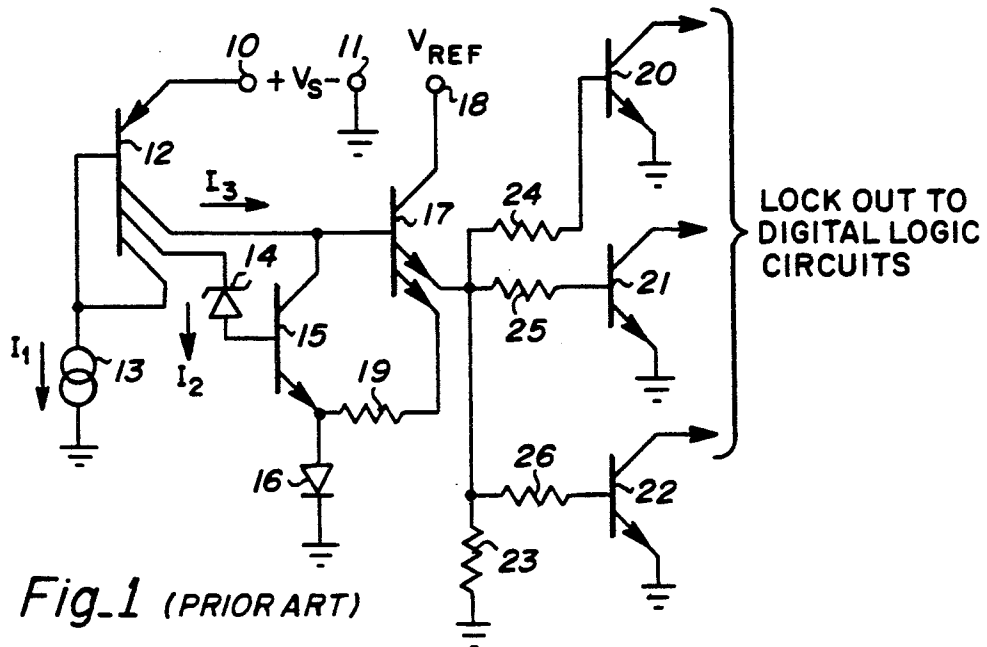 10 + VS − 11
VREF
18
20
12
I3
17
24
LOCK OUT TO
DIGITAL LOGIC
CIRCUITS
14
21
15
25
I1
13
I2
19
16
26
22
23
Fig_1 (PRIOR ART)